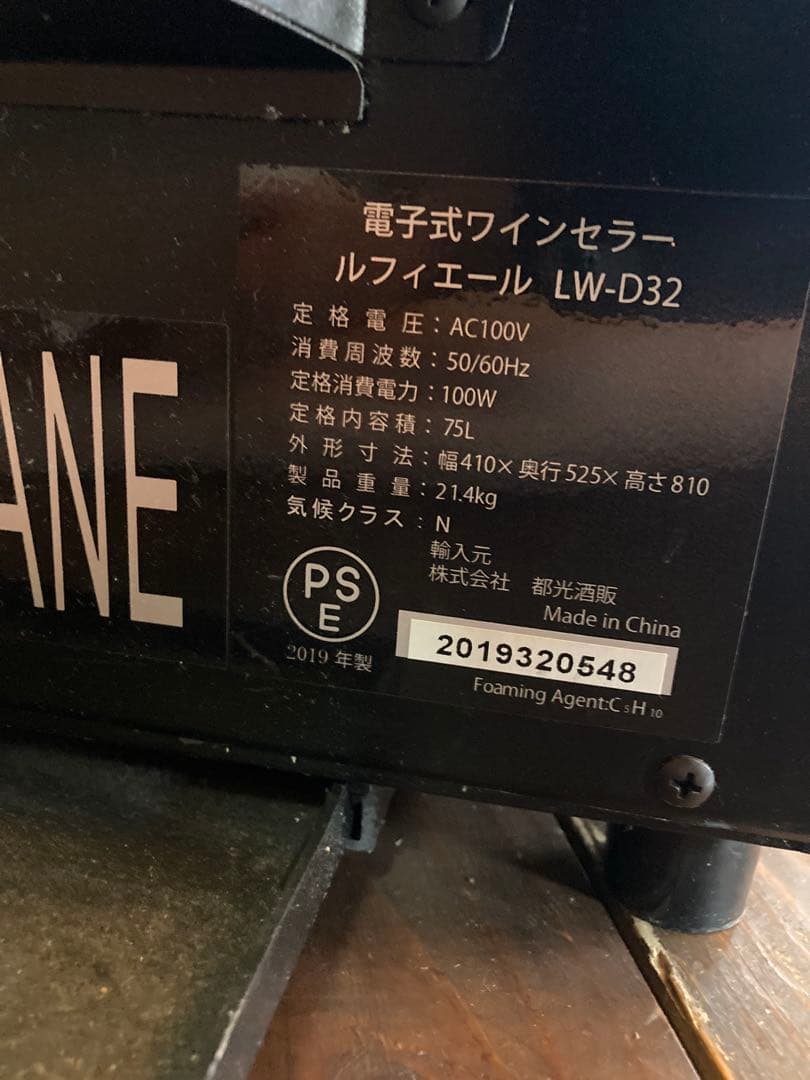 電子式ワインセラー
ルフィエール LW-D32
定格電圧：AC100V
消費周波数：50/60Hz
定格消費電力：100W
定格内容積：75L
外形寸法：幅410×奥行525×高さ810
製品重量：21.4kg
気候クラス：N
輸入元
株式会社 都光酒販
Made in China
PS
E
2019年製
2019320548
Foaming Agent:C5H10
ANE